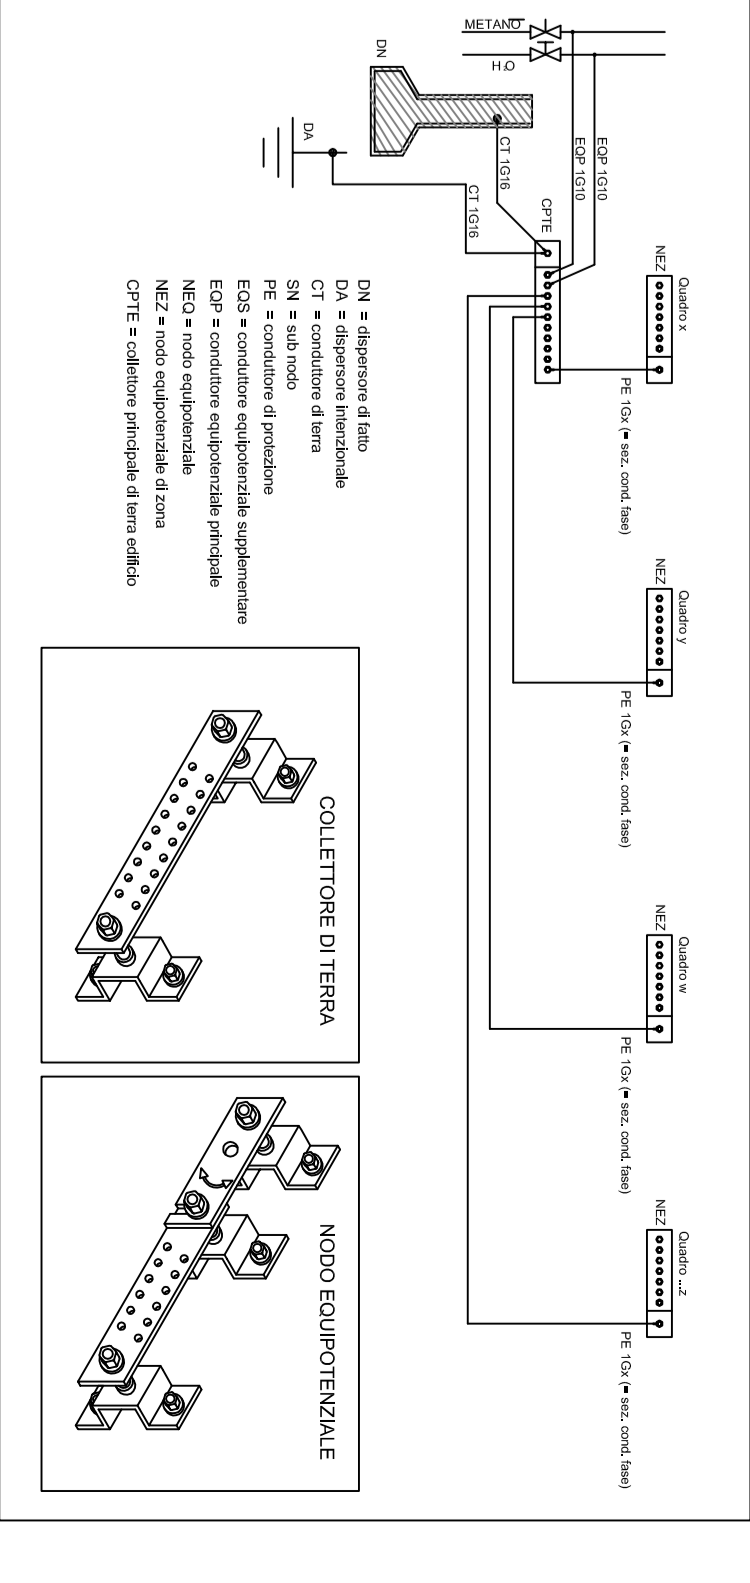 METANO
H2O
DN
DA
CT 1G16
CT 1G16
EQP 1G10
EQP 1G10
CPTE
NEZ
Quadro x
PE 1Gx (= sez. cond. fase)
NEZ
Quadro y
PE 1Gx (= sez. cond. fase)
NEZ
Quadro w
PE 1Gx (= sez. cond. fase)
NEZ
Quadro ...z
PE 1Gx (= sez. cond. fase)
DN = dispersore di fatto
DA = dispersore intenzionale
CT = conduttore di terra
SN = sub nodo
PE = conduttore di protezione
EQS = conduttore equipotenziale supplementare
EQP = conduttore equipotenziale principale
NEQ = nodo equipotenziale
NEZ = nodo equipotenziale di zona
CPTE = collettore principale di terra edificio
COLLETTORE DI TERRA
NODO EQUIPOTENZIALE